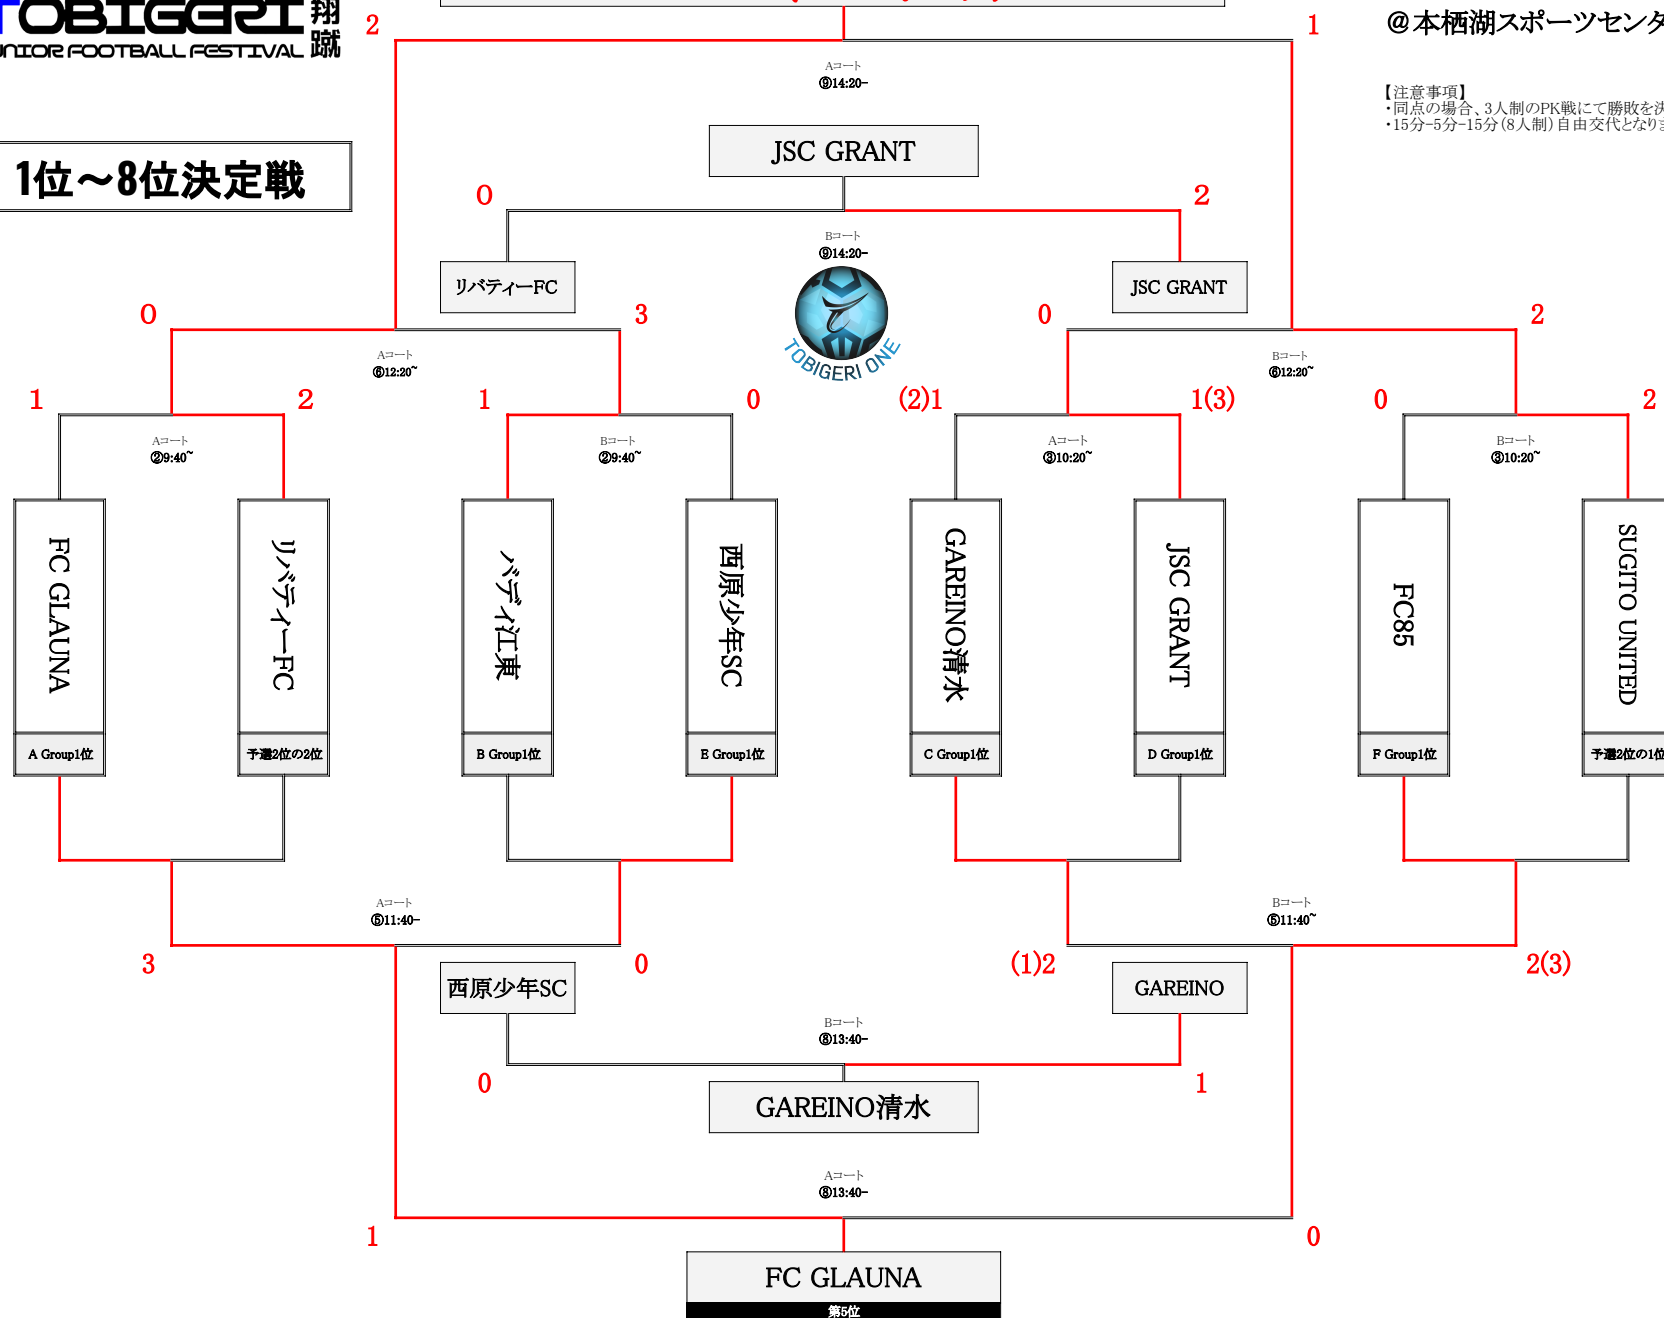 TOBIGERI 翔蹴
UNIOR FOOTBALL FESTIVAL
@本栖湖スポーツセンタ
2
1
Aコート
⑨14:20-
【注意事項】
・同点の場合、3人制のPK戦にて勝敗を決
・15分-5分-15分(8人制)自由交代となりま
1位～8位決定戦
JSC GRANT
0
2
Bコート
⑨14:20-
リバティーFC
JSC GRANT
TOBIGERI ONE
0
3
0
2
Aコート
⑥12:20~
Bコート
⑥12:20~
1
2
1
0
(2)1
1(3)
0
2
Aコート
②9:40~
Bコート
②9:40~
Aコート
③10:20~
Bコート
③10:20~
FC GLAUNA
リバティーFC
バディ江東
西原少年SC
GAREINO清水
JSC GRANT
FC85
SUGITO UNITED
A Group1位
予選2位の2位
B Group1位
E Group1位
C Group1位
D Group1位
F Group1位
予選2位の1位
Aコート
⑤11:40-
Bコート
⑤11:40~
3
0
(1)2
2(3)
西原少年SC
GAREINO
Bコート
⑧13:40-
0
1
GAREINO清水
Aコート
⑧13:40-
1
0
FC GLAUNA
第5位